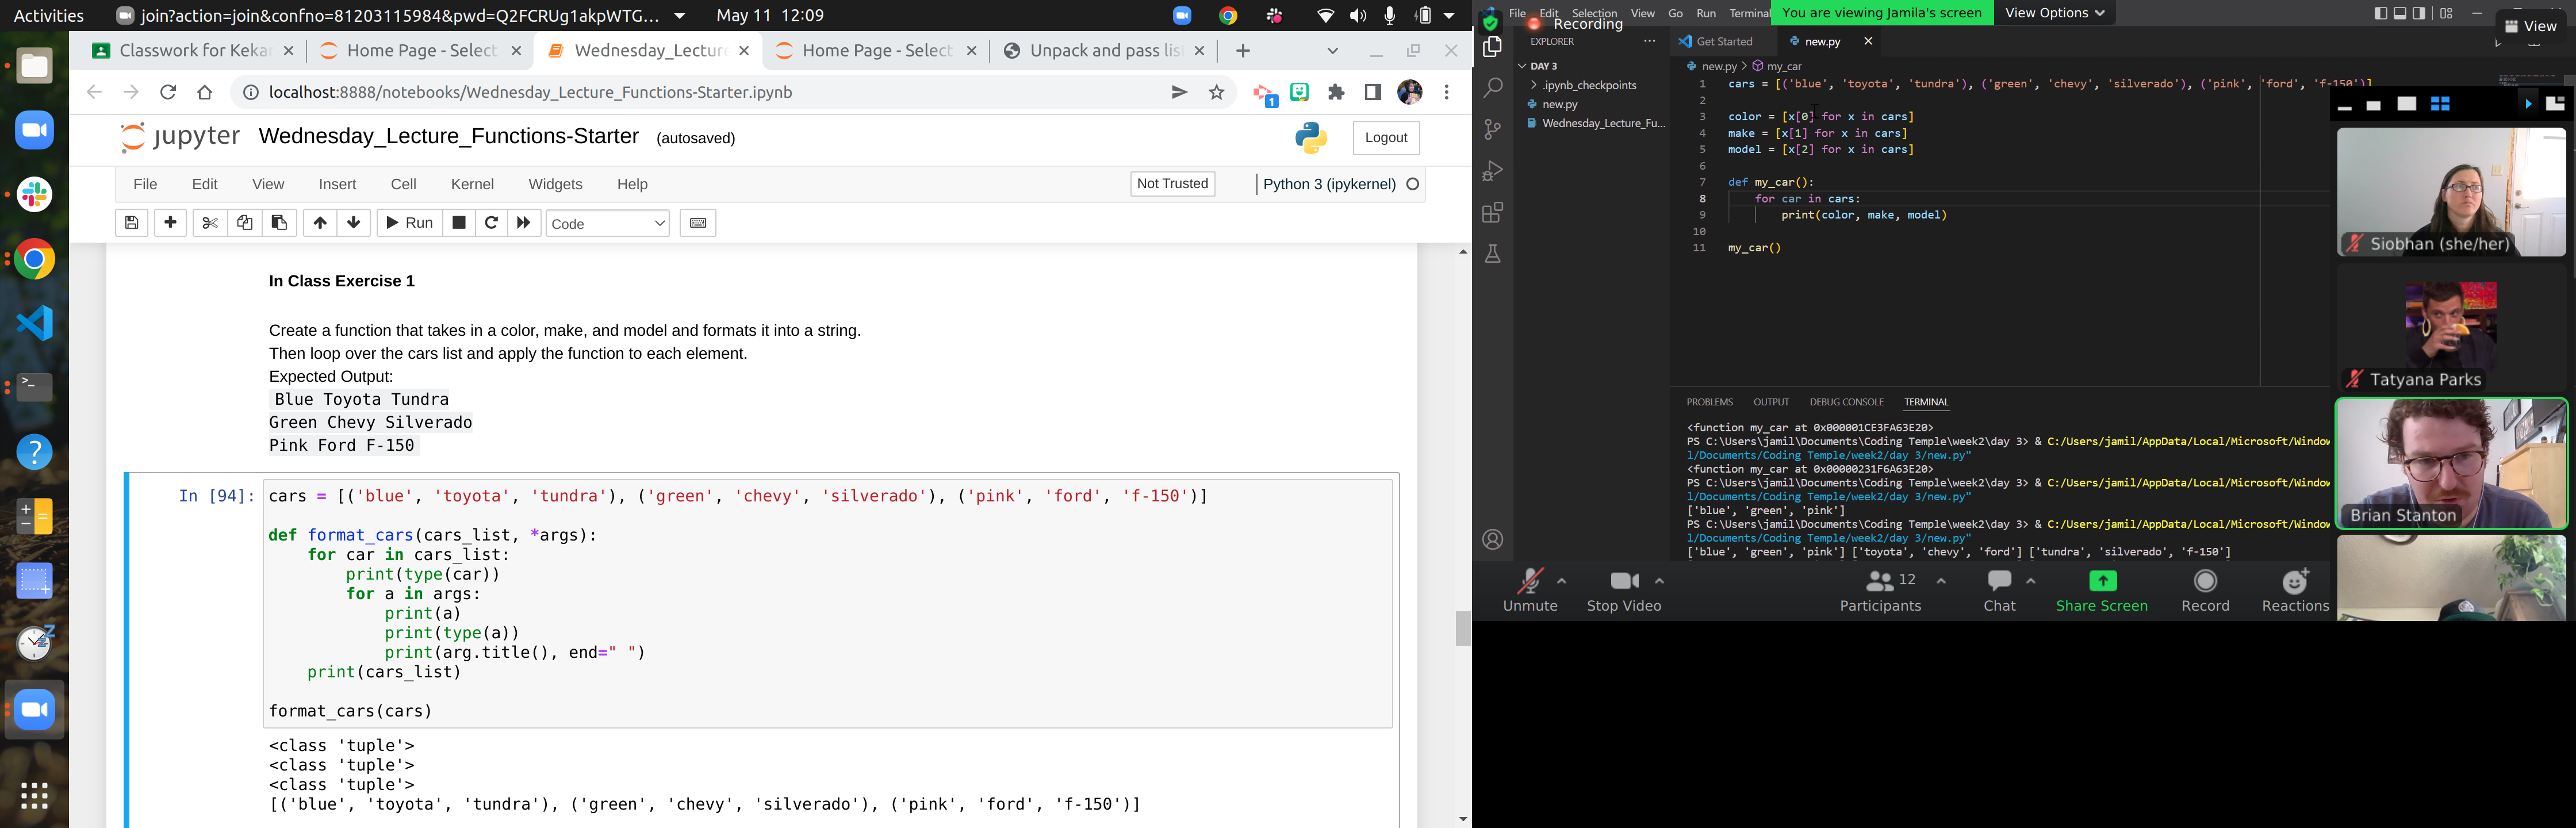 Activities
join?action=join&confno=81203115984&pwd=Q2FCRUg1akpWTG...
May 11 12:09
Classwork for Keka
Home Page - Select
Wednesday_Lecture
Home Page - Select
Unpack and pass lis
localhost:8888/notebooks/Wednesday_Lecture_Functions-Starter.ipynb
1
jupyter Wednesday_Lecture_Functions-Starter (autosaved)
Logout
File Edit View Insert Cell Kernel Widgets Help
Not Trusted
Python 3 (ipykernel)
Run
Code
In Class Exercise 1
Create a function that takes in a color, make, and model and formats it into a string.
Then loop over the cars list and apply the function to each element.
Expected Output:
Blue Toyota Tundra
Green Chevy Silverado
Pink Ford F-150
In [94]:
cars = [('blue', 'toyota', 'tundra'), ('green', 'chevy', 'silverado'), ('pink', 'ford', 'f-150')]
def format_cars(cars_list, *args):
for car in cars_list:
print(type(car))
for a in args:
print(a)
print(type(a))
print(arg.title(), end=" ")
print(cars_list)
format_cars(cars)
<class 'tuple'>
<class 'tuple'>
<class 'tuple'>
[('blue', 'toyota', 'tundra'), ('green', 'chevy', 'silverado'), ('pink', 'ford', 'f-150')]
File Edit Selection View Go Run Terminal
You are viewing Jamila's screen
View Options
Recording
View
EXPLORER
DAY 3
.ipynb_checkpoints
new.py
Wednesday_Lecture_Fu...
Get Started
new.py
new.py > my_car
1 cars = [('blue', 'toyota', 'tundra'), ('green', 'chevy', 'silverado'), ('pink', 'ford', 'f-150')]
2
3 color = [x[0] for x in cars]
4 make = [x[1] for x in cars]
5 model = [x[2] for x in cars]
6
7 def my_car():
8 for car in cars:
9 print(color, make, model)
10
11 my_car()
PROBLEMS OUTPUT DEBUG CONSOLE TERMINAL
<function my_car at 0x000001CE3FA63E20>
PS C:\Users\jamil\Documents\Coding Temple\week2\day 3> & C:/Users/jamil/AppData/Local/Microsoft/Window
l/Documents/Coding Temple/week2/day 3/new.py"
<function my_car at 0x00000231F6A63E20>
PS C:\Users\jamil\Documents\Coding Temple\week2\day 3> & C:/Users/jamil/AppData/Local/Microsoft/Window
l/Documents/Coding Temple/week2/day 3/new.py"
['blue', 'green', 'pink']
PS C:\Users\jamil\Documents\Coding Temple\week2\day 3> & C:/Users/jamil/AppData/Local/Microsoft/Window
l/Documents/Coding Temple/week2/day 3/new.py"
['blue', 'green', 'pink'] ['toyota', 'chevy', 'ford'] ['tundra', 'silverado', 'f-150']
Siobhan (she/her)
Tatyana Parks
Brian Stanton
Unmute
Stop Video
12
Participants
Chat
Share Screen
Record
Reactions